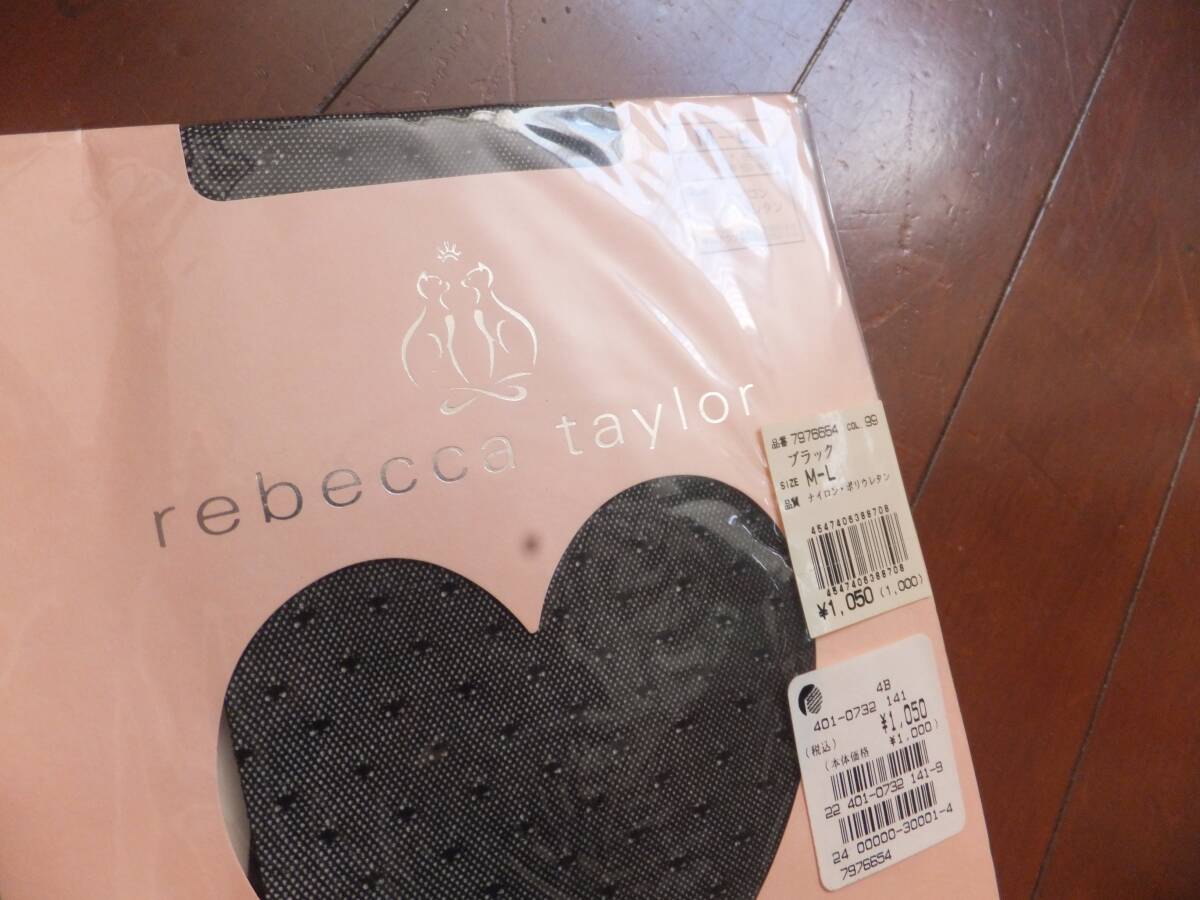 rebecca taylor
品番 7976654 COL. 99
ブラック
SIZE M-L
品質 ナイロン・ポリウレタン
4547406388708
4547406388708
¥1,050 (1,000)
4B
401-0732 141
¥1,050
(税込)
(本体価格 ¥1,000)
22 401-0732 141-9
24 00000-30001-4
7976654